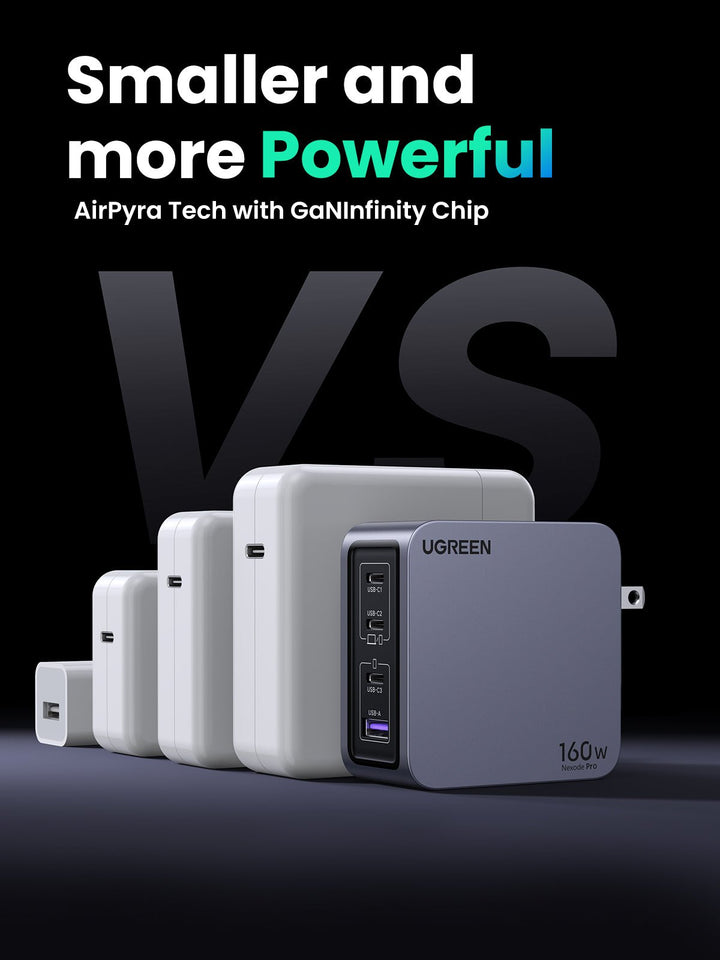 Smaller and
more Powerful
AirPyra Tech with GaNInfinity Chip
VS
UGREEN
USB-C1
USB-C2
USB-C3
USB-A
160W
Nexode Pro